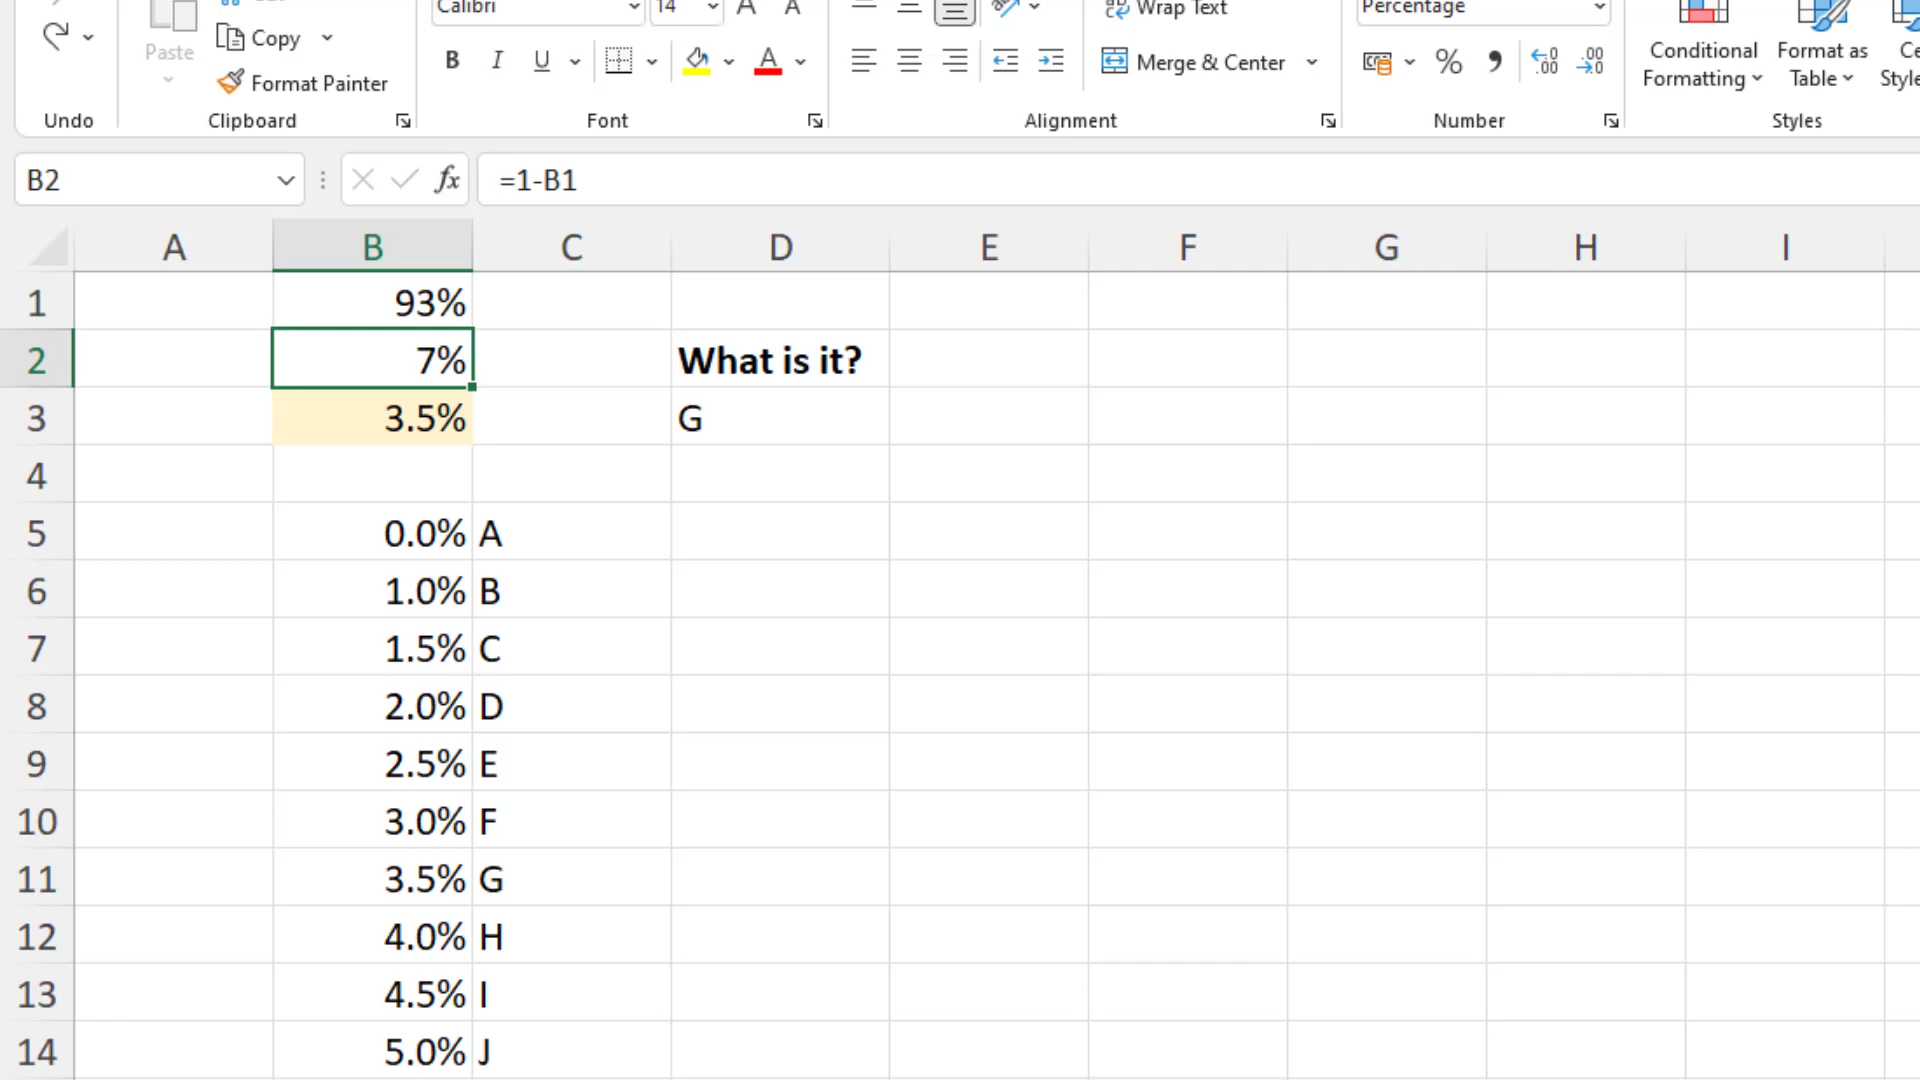 Calibri
14
A
A
Wrap Text
Percentage
Paste
Copy
Format Painter
B I U
A
Merge & Center
%
.00
.00
Conditional Formatting
Format as Table
Undo
Clipboard
Font
Alignment
Number
Styles
B2
fx
=1-B1
A B C D E F G H I
1 93%
2 7% What is it?
3 3.5% G
4
5 0.0% A
6 1.0% B
7 1.5% C
8 2.0% D
9 2.5% E
10 3.0% F
11 3.5% G
12 4.0% H
13 4.5% I
14 5.0% J